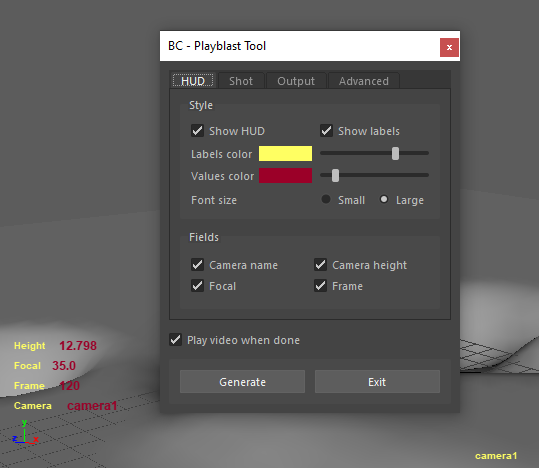 BC - Playblast Tool x
HUD Shot Output Advanced
Style
Show HUD Show labels
Labels color
Values color
Font size Small Large
Fields
Camera name Camera height
Focal Frame
Play video when done
Generate Exit
Height 12.798
Focal 35.0
Frame 120
Camera camera1
y
z x
camera1